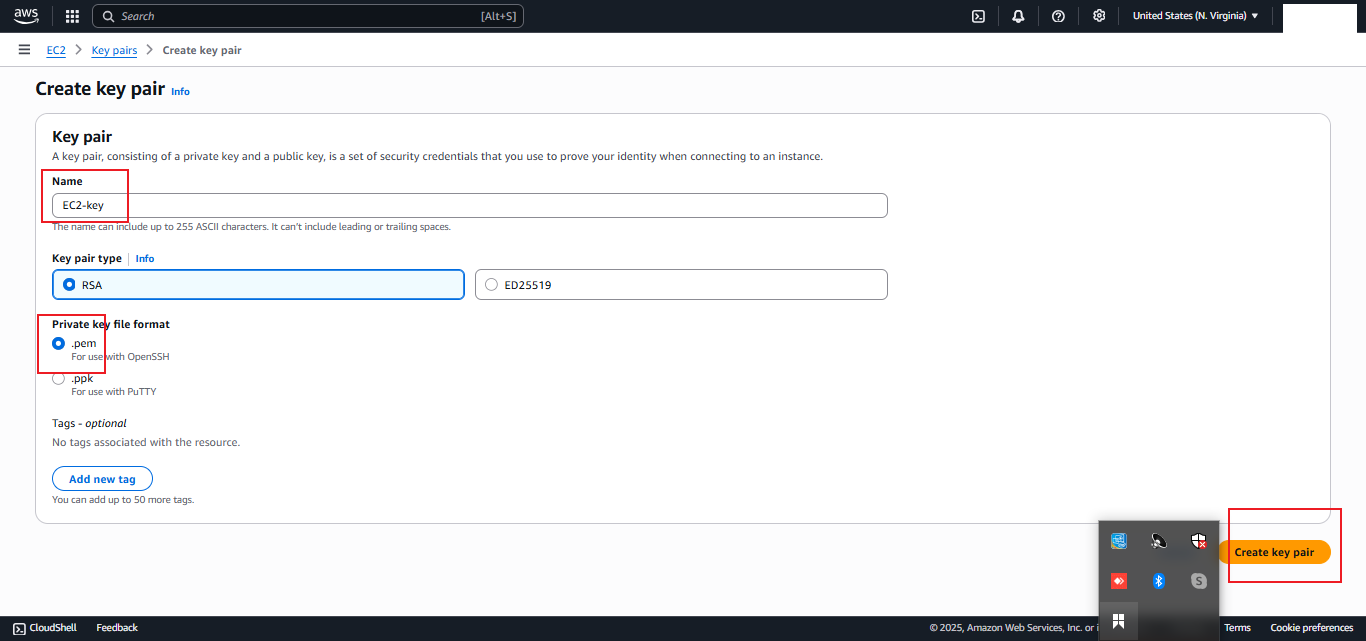 aws
Search [Alt+S] United States (N. Virginia)
EC2 Key pairs Create key pair
Create key pair Info
Key pair
A key pair, consisting of a private key and a public key, is a set of security credentials that you use to prove your identity when connecting to an instance.
Name
EC2-key
The name can include up to 255 ASCII characters. It can't include leading or trailing spaces.
Key pair type Info
RSA ED25519
Private key file format
.pem
For use with OpenSSH
.ppk
For use with PuTTY
Tags - optional
No tags associated with the resource.
Add new tag
You can add up to 50 more tags.
Create key pair
CloudShell Feedback © 2025, Amazon Web Services, Inc. or Terms Cookie preferences